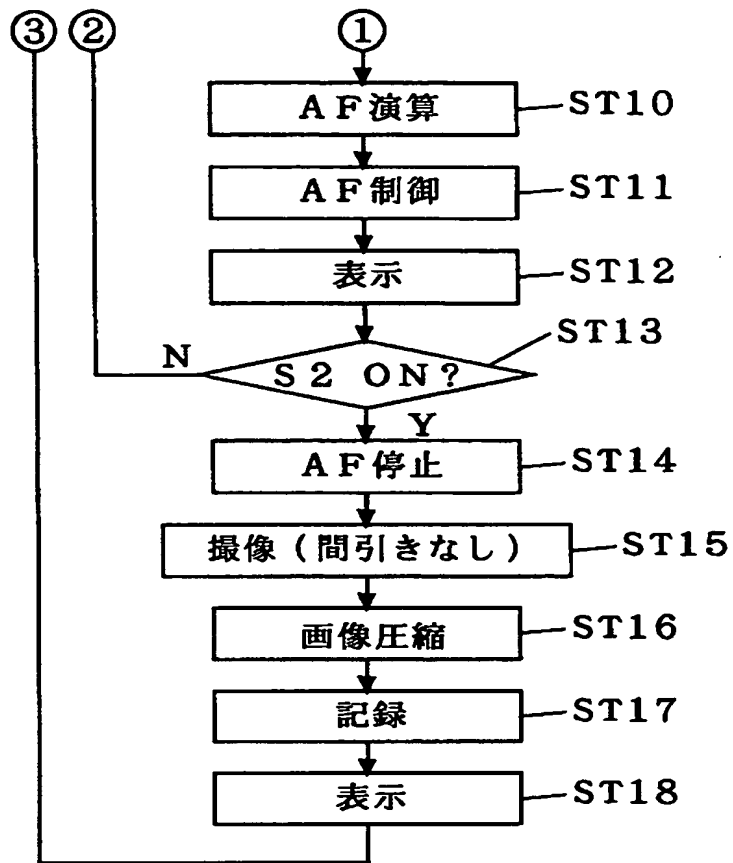 ③ ② ①
AF演算 ST10
AF制御 ST11
表示 ST12
ST13
N
S2 ON?
Y
AF停止 ST14
撮像(間引きなし) ST15
画像圧縮 ST16
記録 ST17
表示 ST18